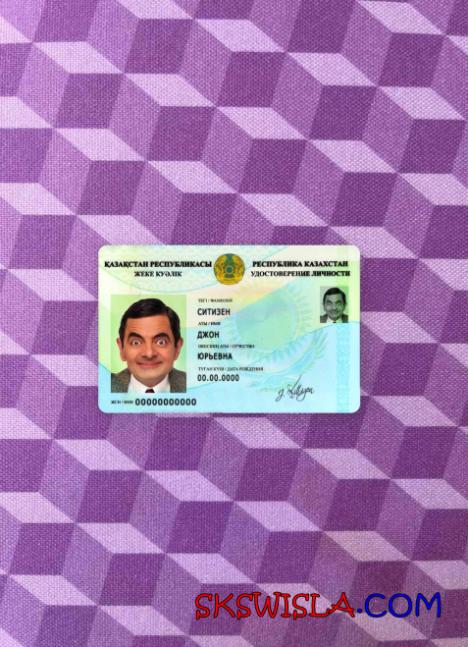 ҚАЗАҚСТАН РЕСПУБЛИКАСЫ
ЖЕКЕ КУӘЛІК
РЕСПУБЛИКА КАЗАХСТАН
УДОСТОВЕРЕНИЕ ЛИЧНОСТИ
ТЕГІ / ФАМИЛИЯ
СИТИЗЕН
АТЫ / ИМЯ
ДЖОН
ӘКЕСІНІҢ АТЫ / ОТЧЕСТВО
ЮРЬЕВНА
ТУҒАН КҮНІ / ДАТА РОЖДЕНИЯ
00.00.0000
ЖСН / ИИН 00000000000
SKSWISLA.COM